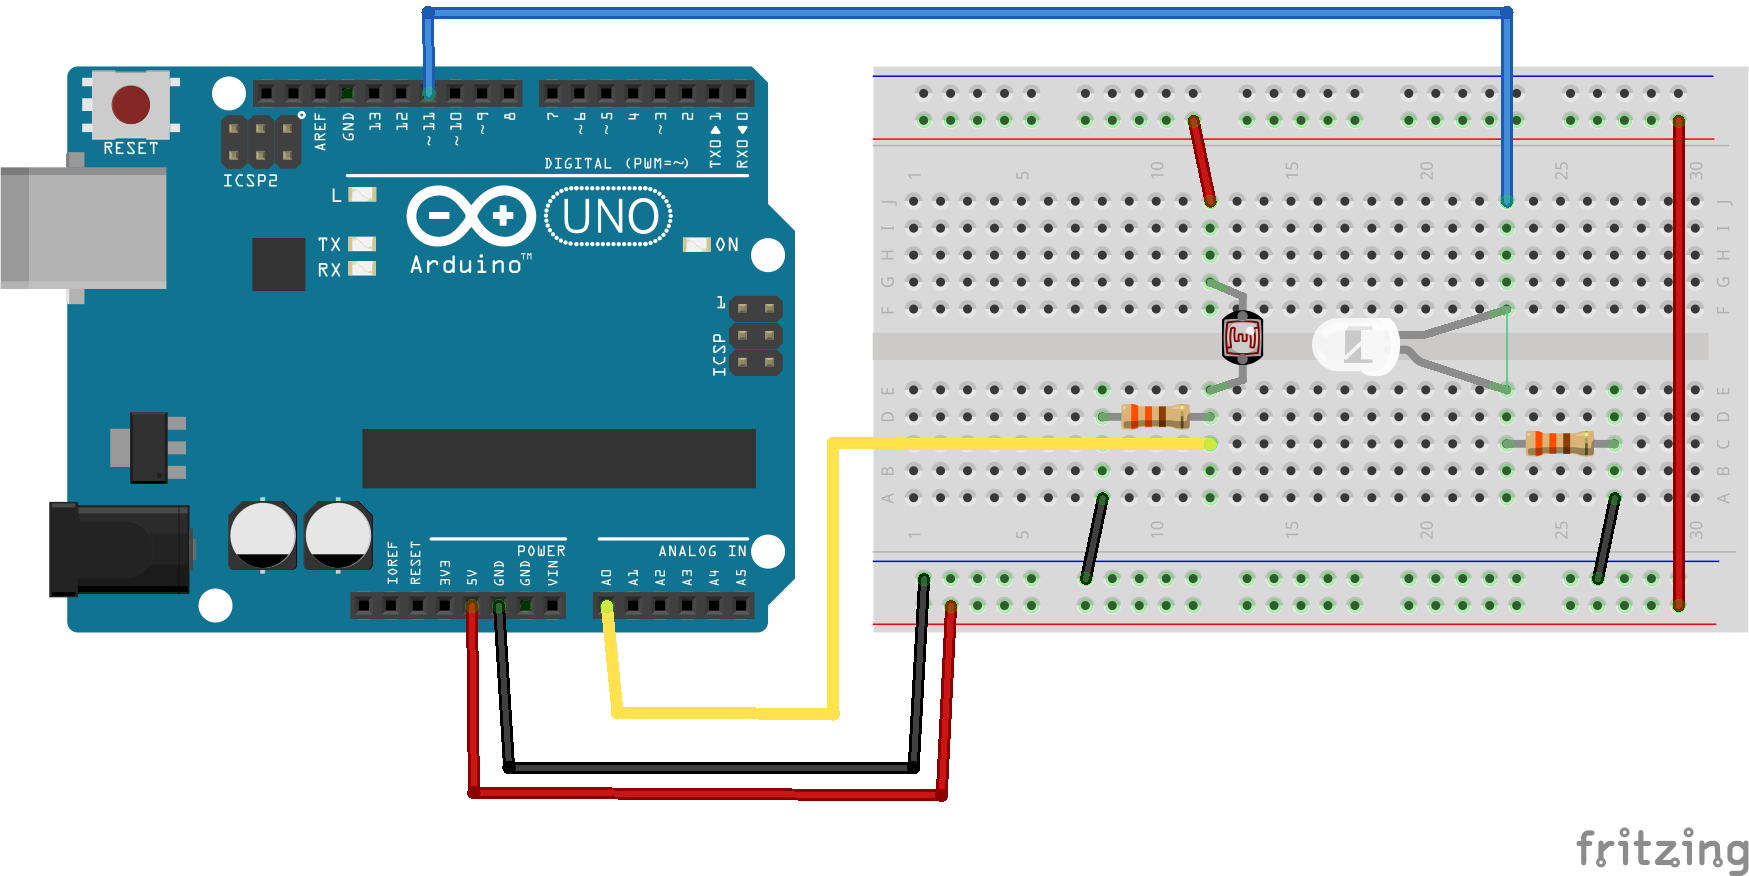 RESET
ICSP2
AREF
GND
13
12
~11
~10
~9
8
7
~6
~5
4
~3
2
TX0▶1
RX0◀0
DIGITAL (PWM=~)
L
TX
RX
UNO
ON
Arduino™
1
ICSP
IOREF
RESET
3V3
5V
GND
GND
VIN
POWER
ANALOG IN
A0
A1
A2
A3
A4
A5
1
5
10
15
20
25
30
J
I
H
G
F
E
D
C
B
A
J
I
H
G
F
E
D
C
B
A
1
5
10
15
20
25
30
fritzing